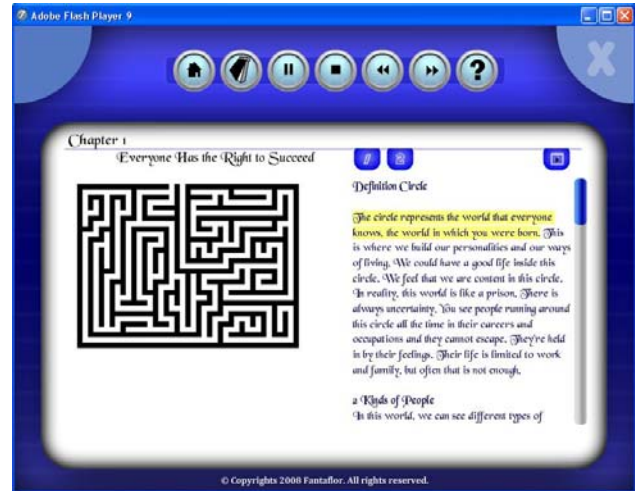 Adobe Flash Player 9
?
X
Chapter 1
Everyone Has the Right to Succeed
1 2
Definition Circle
The circle represents the world that everyone
knows, the world in which you were born. This
is where we build our personalities and our ways
of living. We could have a good life inside this
circle. We feel that we are content in this circle.
In reality, this world is like a prison. There is
always uncertainty. You see people running around
this circle all the time in their careers and
occupations and they cannot escape. They're held
in by their feelings. Their life is limited to work
and family, but often that is not enough.
2 Kinds of People
In this world, we can see different types of
© Copyrights 2008 Fantaflor. All rights reserved.